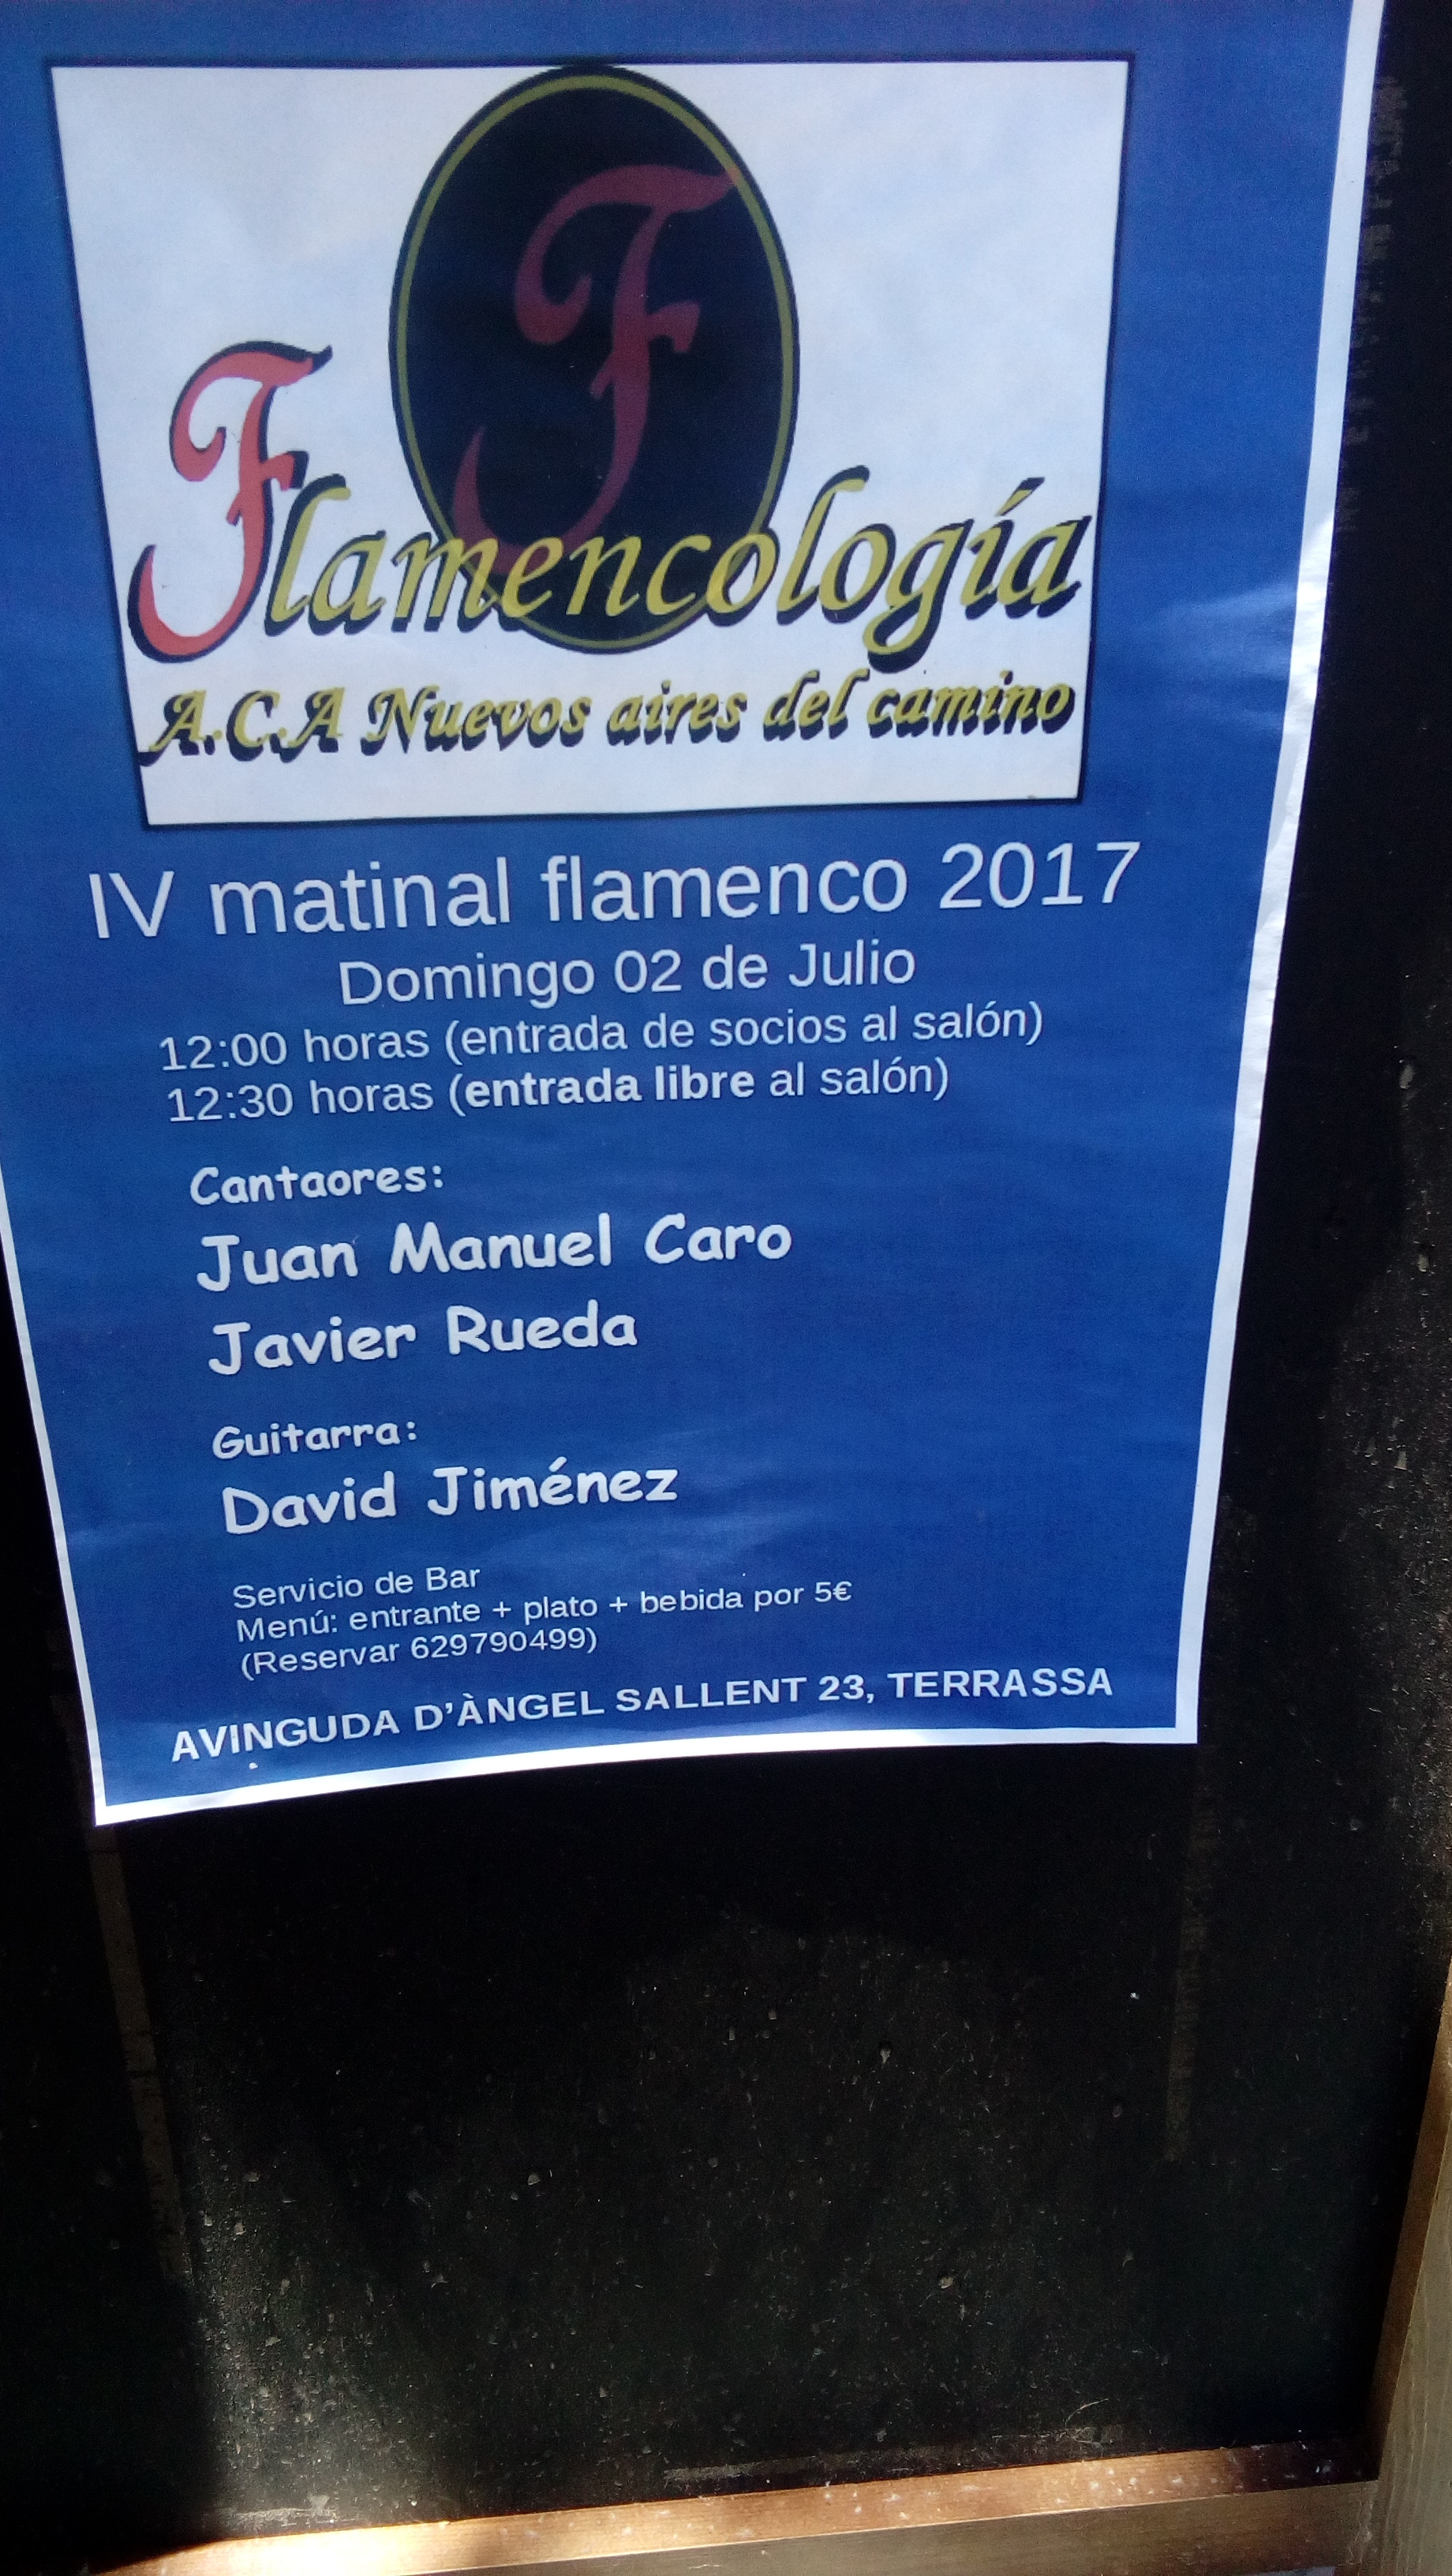 F
Flamencología
A.C.A Nuevos aires del camino
IV matinal flamenco 2017
Domingo 02 de Julio
12:00 horas (entrada de socios al salón)
12:30 horas (entrada libre al salón)
Cantaores:
Juan Manuel Caro
Javier Rueda
Guitarra:
David Jiménez
Servicio de Bar
Menú: entrante + plato + bebida por 5€
(Reservar 629790499)
AVINGUDA D'ÀNGEL SALLENT 23, TERRASSA